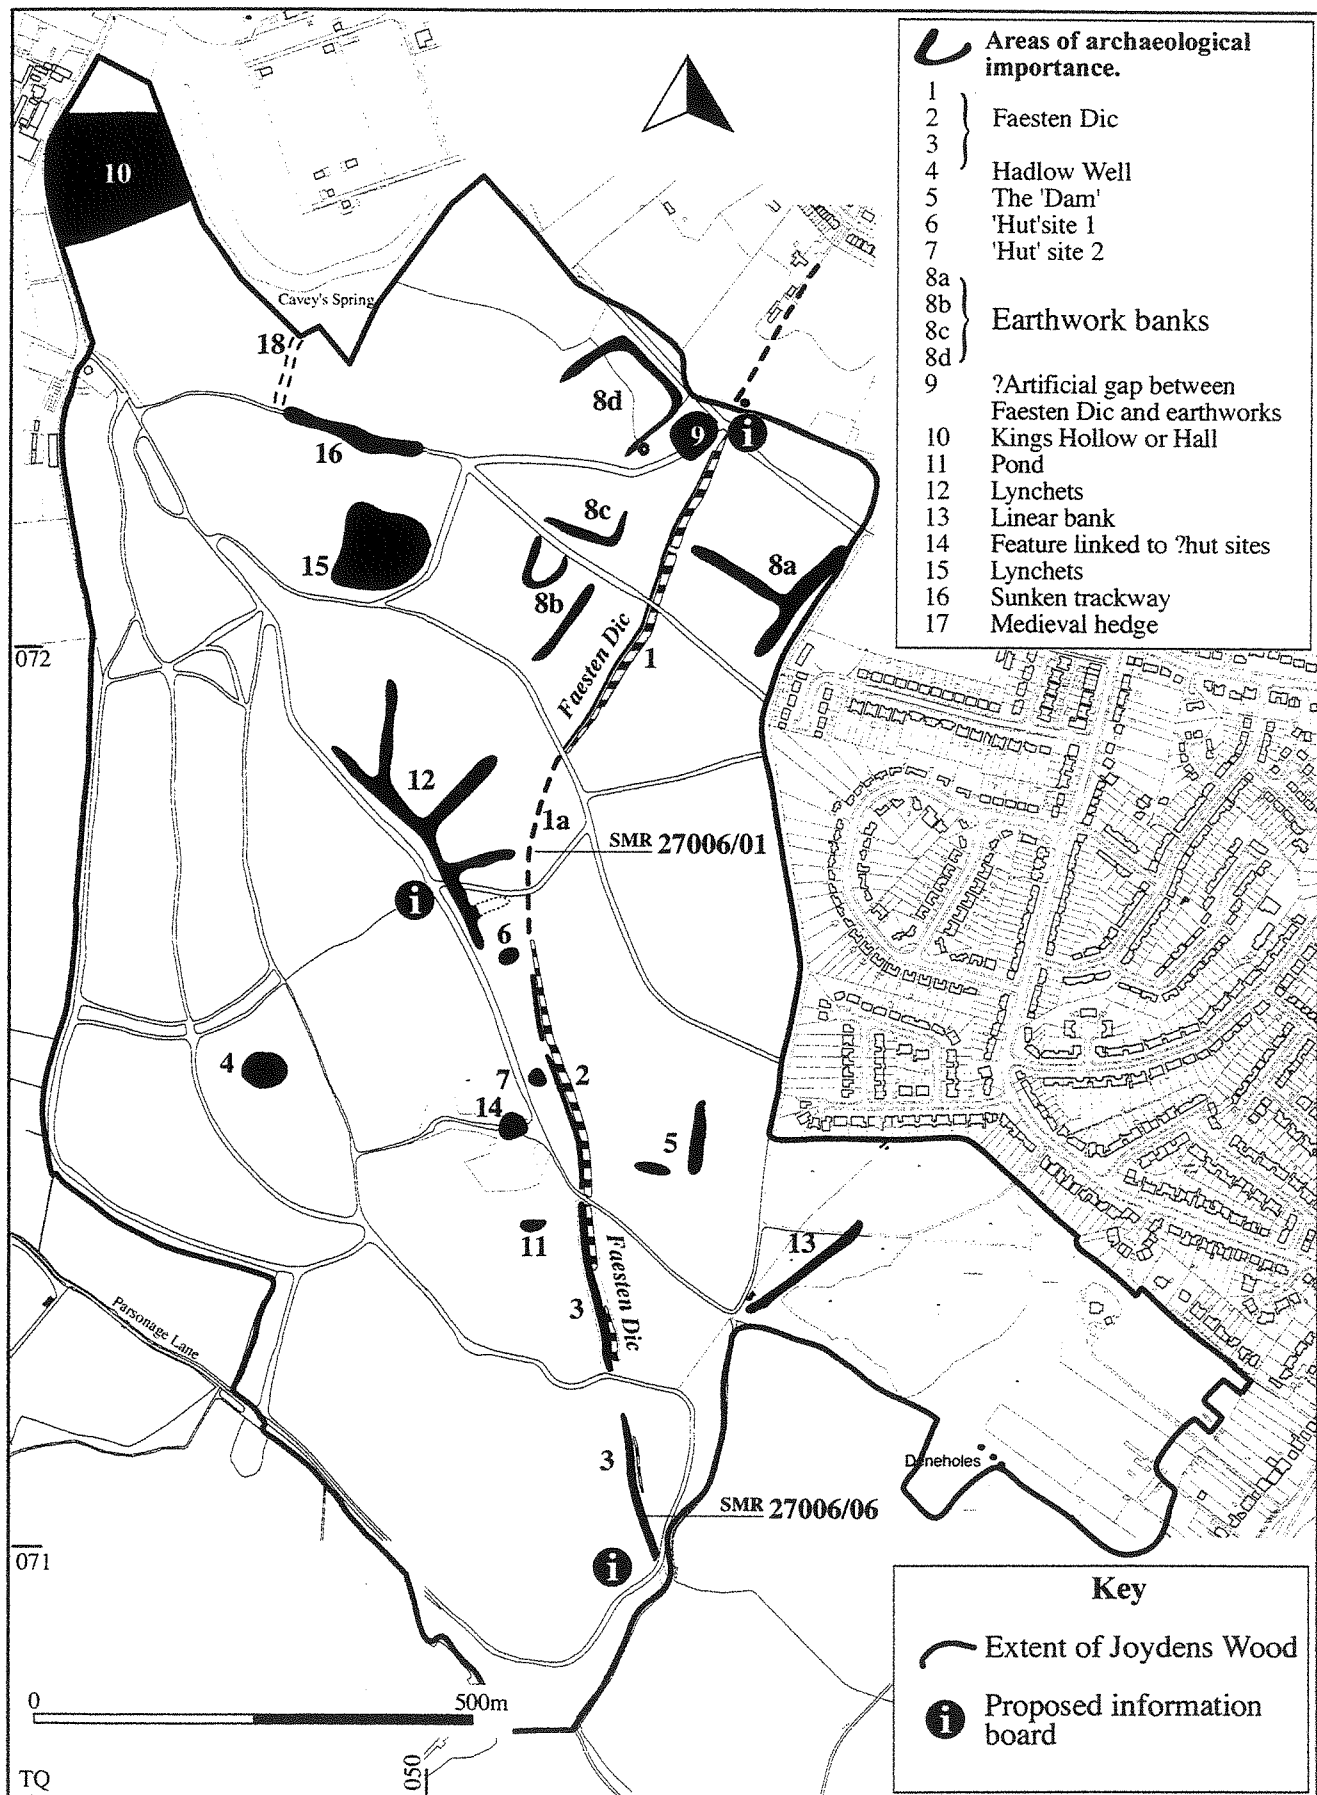 Areas of archaeological
importance.
1
2 Faesten Dic
3
4 Hadlow Well
5 The 'Dam'
6 'Hut'site 1
7 'Hut' site 2
8a
8b
8c Earthwork banks
8d
9 ?Artificial gap between
Faesten Dic and earthworks
10 Kings Hollow or Hall
11 Pond
12 Lynchets
13 Linear bank
14 Feature linked to ?hut sites
15 Lynchets
16 Sunken trackway
17 Medieval hedge
10
Cavey's Spring
18
8d
9
i
16
8c
15
8b
8a
Faesten Dic
1
072
12
1a
SMR 27006/01
i
6
4
7
2
14
5
11
13
Faesten Dic
3
Parsonage Lane
3
Deneholes
SMR 27006/06
071
i
Key
Extent of Joydens Wood
i Proposed information
board
0
500m
050
TQ